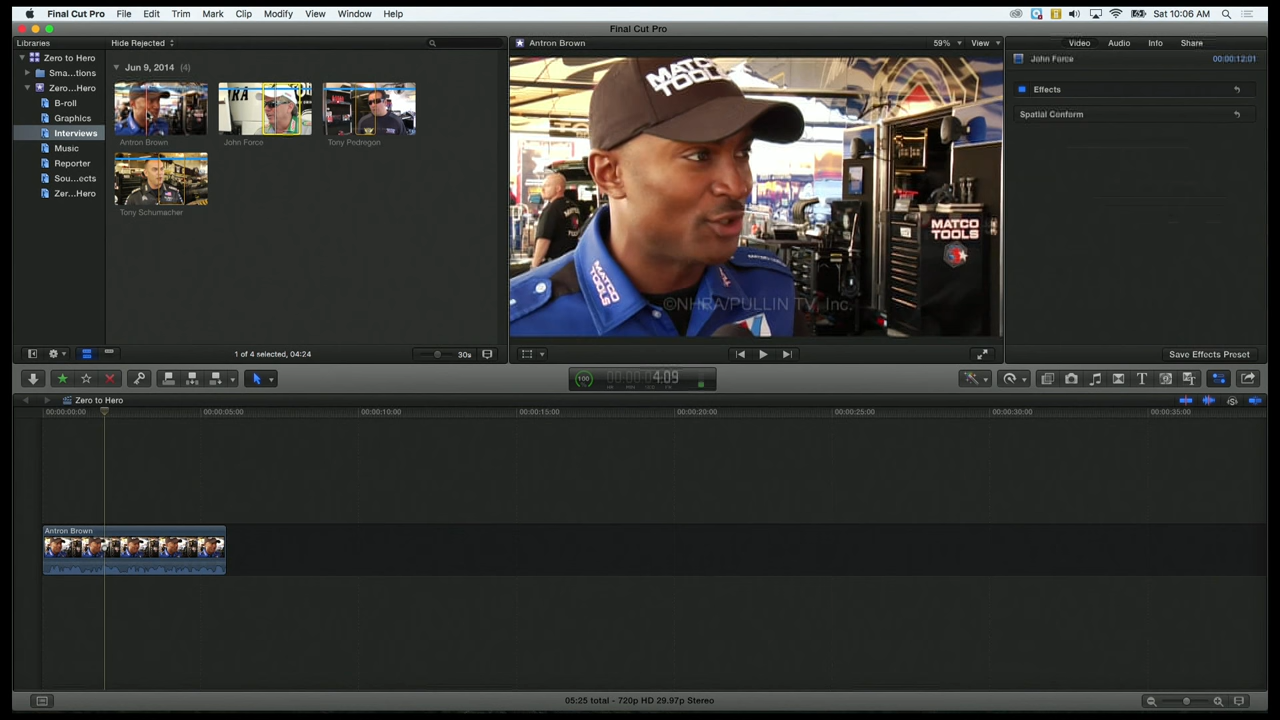 Final Cut Pro File Edit Trim Mark Clip Modify View Window Help
Sat 10:06 AM
Final Cut Pro
Libraries
Hide Rejected
Antron Brown
59%
View
Video
Audio
Info
Share
Zero to Hero
Sma...tions
Zero...Hero
B-roll
Graphics
Interviews
Music
Reporter
Sou...ects
Zer...Hero
Jun 9, 2014 (4)
Antron Brown
John Force
Tony Pedregon
Tony Schumacher
MATCO
TOOLS
MATCO
TOOLS
MATCO
TOOLS
©NHRA/PULLIN TV, Inc.
John Force
00:00:12:01
Effects
Spatial Conform
1 of 4 selected, 04:24
30s
Save Effects Preset
100
4:09
Zero to Hero
00:00:00:00
00:00:05:00
00:00:10:00
00:00:15:00
00:00:20:00
00:00:25:00
00:00:30:00
00:00:35:00
Antron Brown
05:25 total - 720p HD 29.97p Stereo